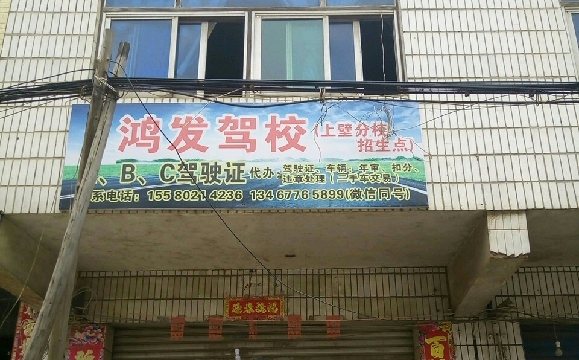 鸿发驾校(上壁分校
招生点)
、B、C驾驶证 代办:驾驶证、车辆、年审、扣分、
违章处理(二手车交易)
系电话:155 8021 4236 134 6776 5899(微信同号)
百